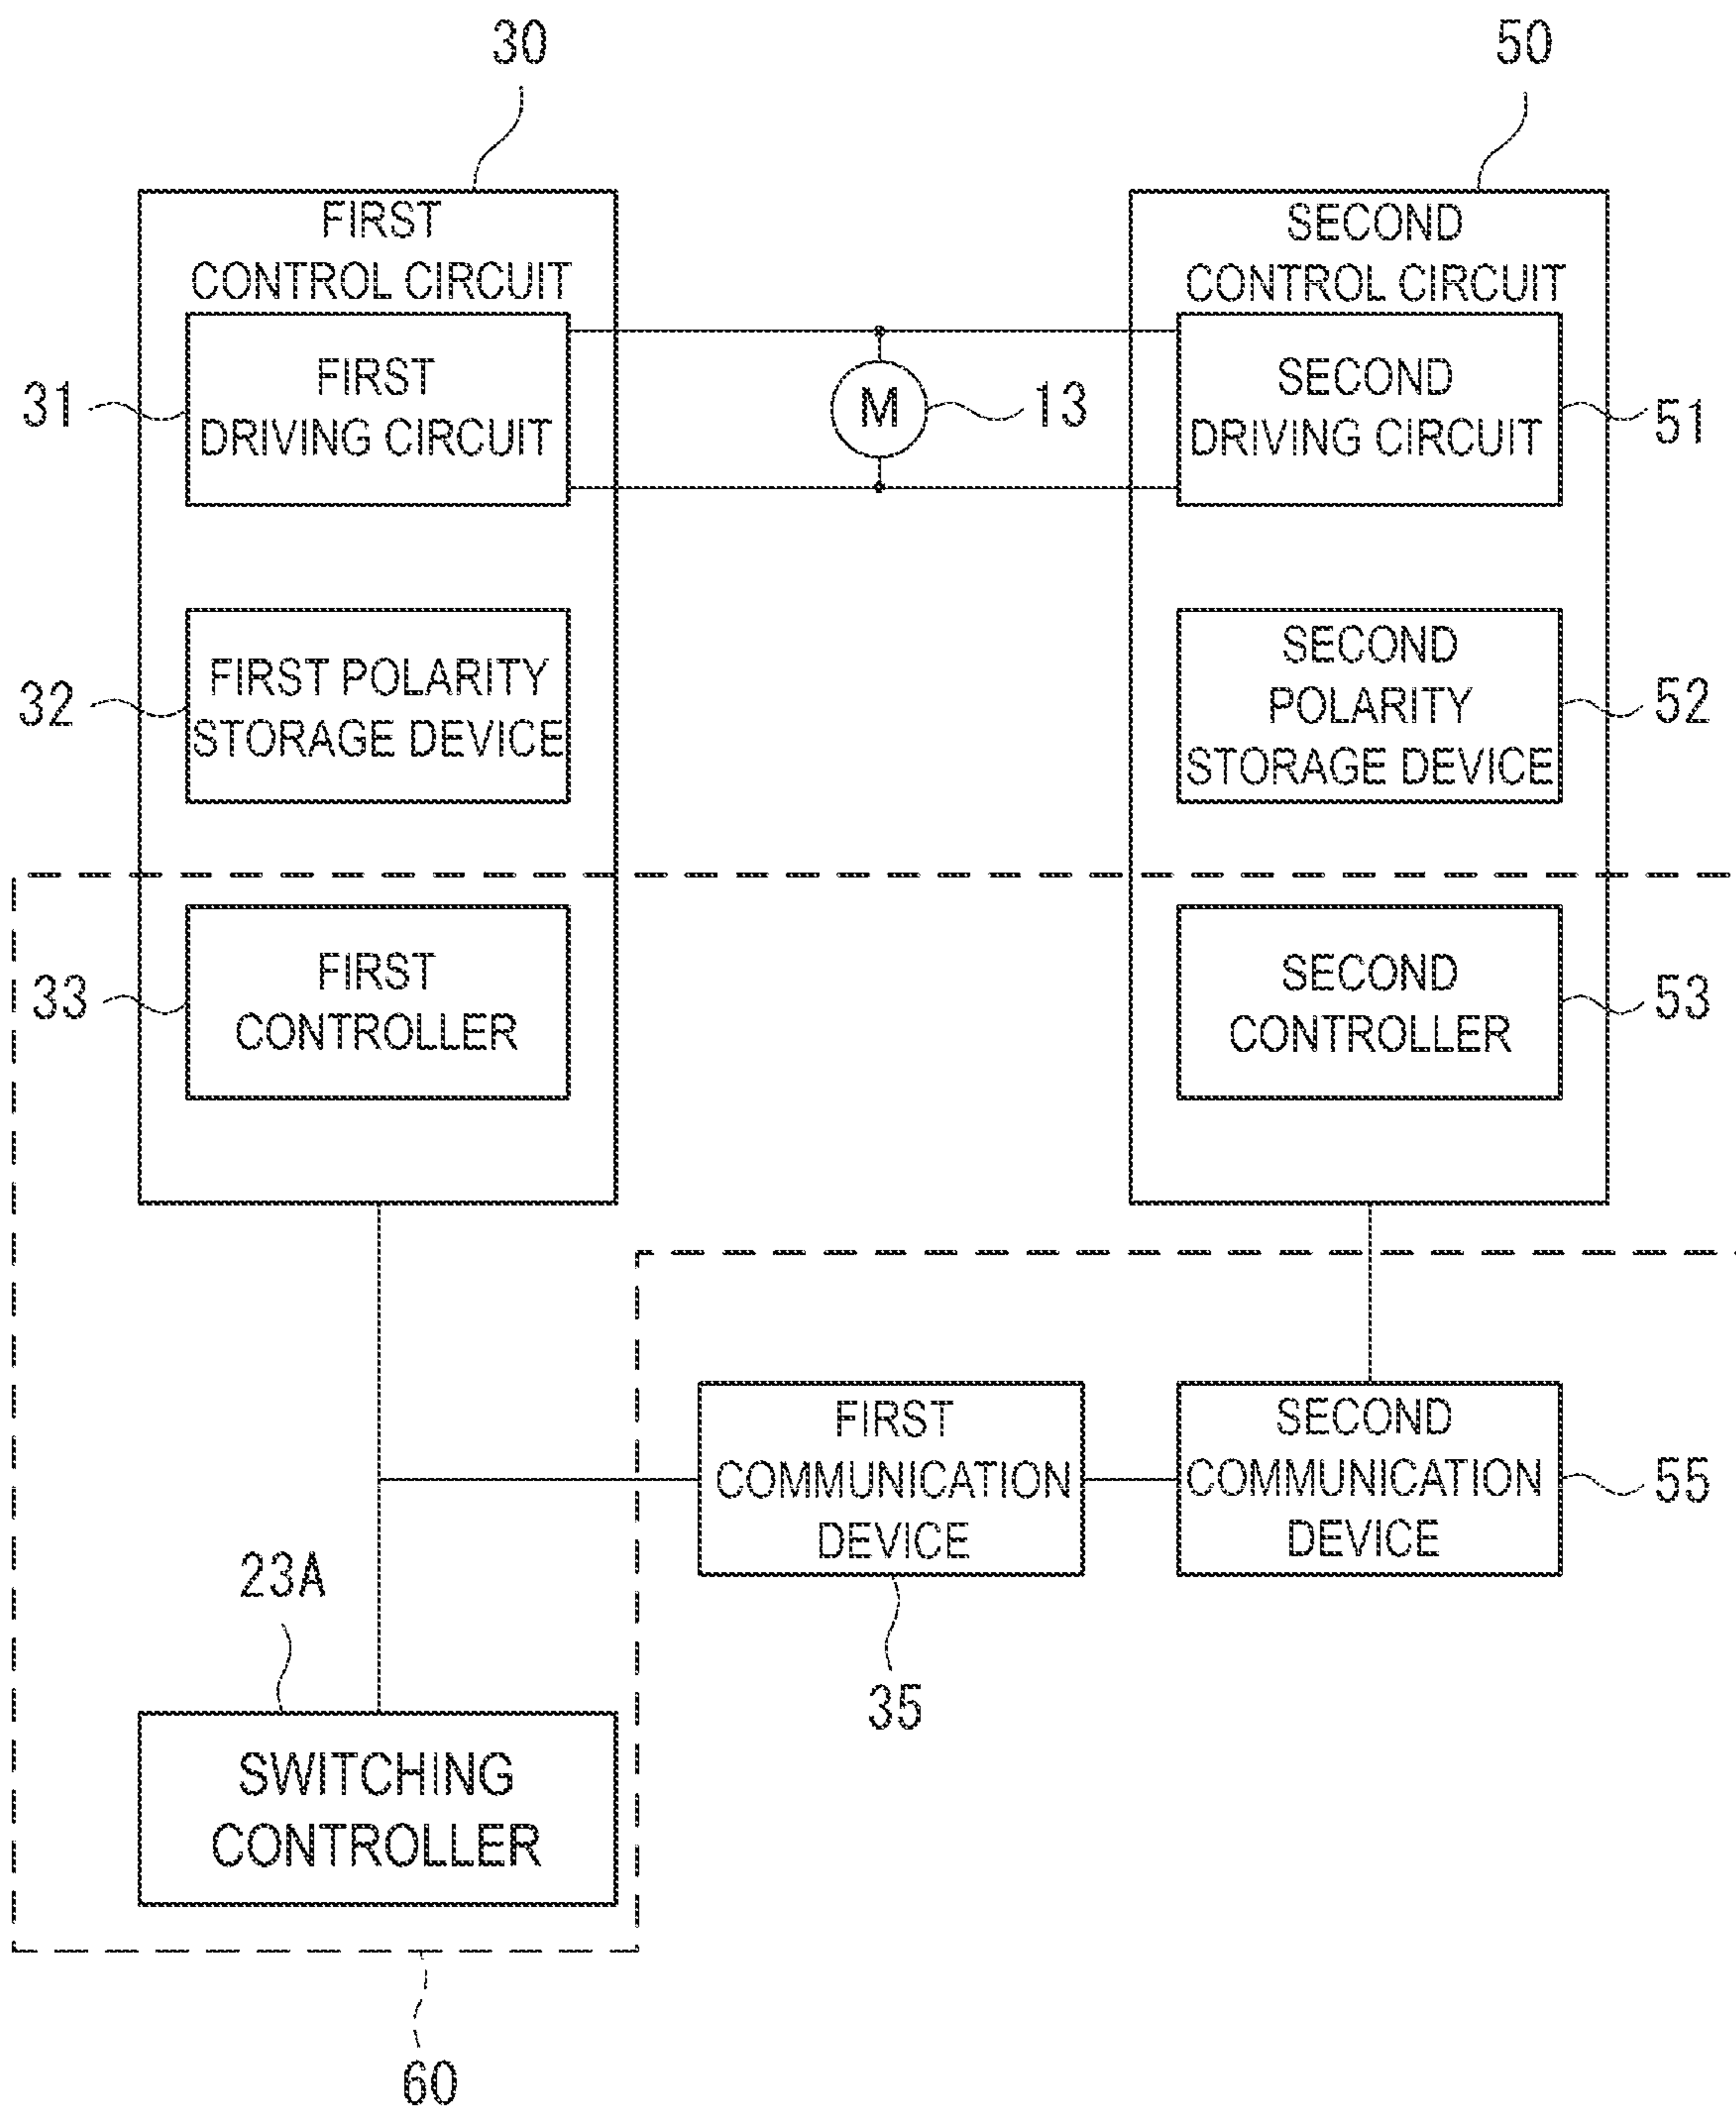 30
50
FIRST
CONTROL CIRCUIT
SECOND
CONTROL CIRCUIT
31
FIRST
DRIVING CIRCUIT
M
13
SECOND
DRIVING CIRCUIT
51
32
FIRST POLARITY
STORAGE DEVICE
SECOND
POLARITY
STORAGE DEVICE
52
33
FIRST
CONTROLLER
SECOND
CONTROLLER
53
FIRST
COMMUNICATION
DEVICE
SECOND
COMMUNICATION
DEVICE
55
23A
35
SWITCHING
CONTROLLER
60